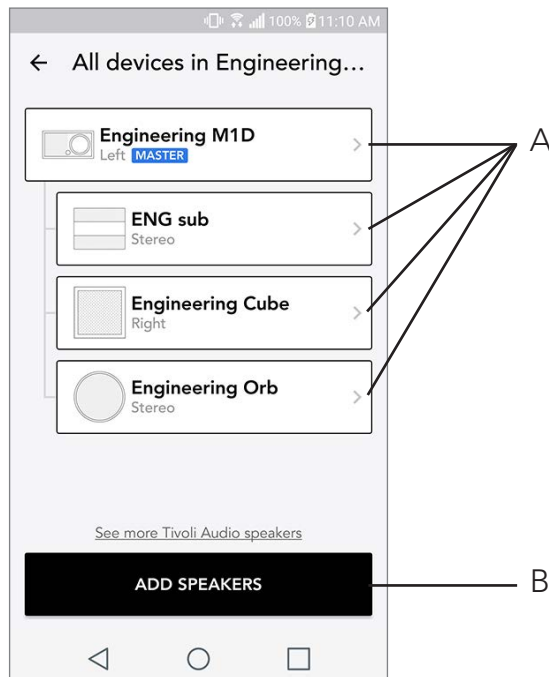 100% 11:10 AM
All devices in Engineering...
Engineering M1D
Left MASTER
A
ENG sub
Stereo
Engineering Cube
Right
Engineering Orb
Stereo
See more Tivoli Audio speakers
ADD SPEAKERS
B